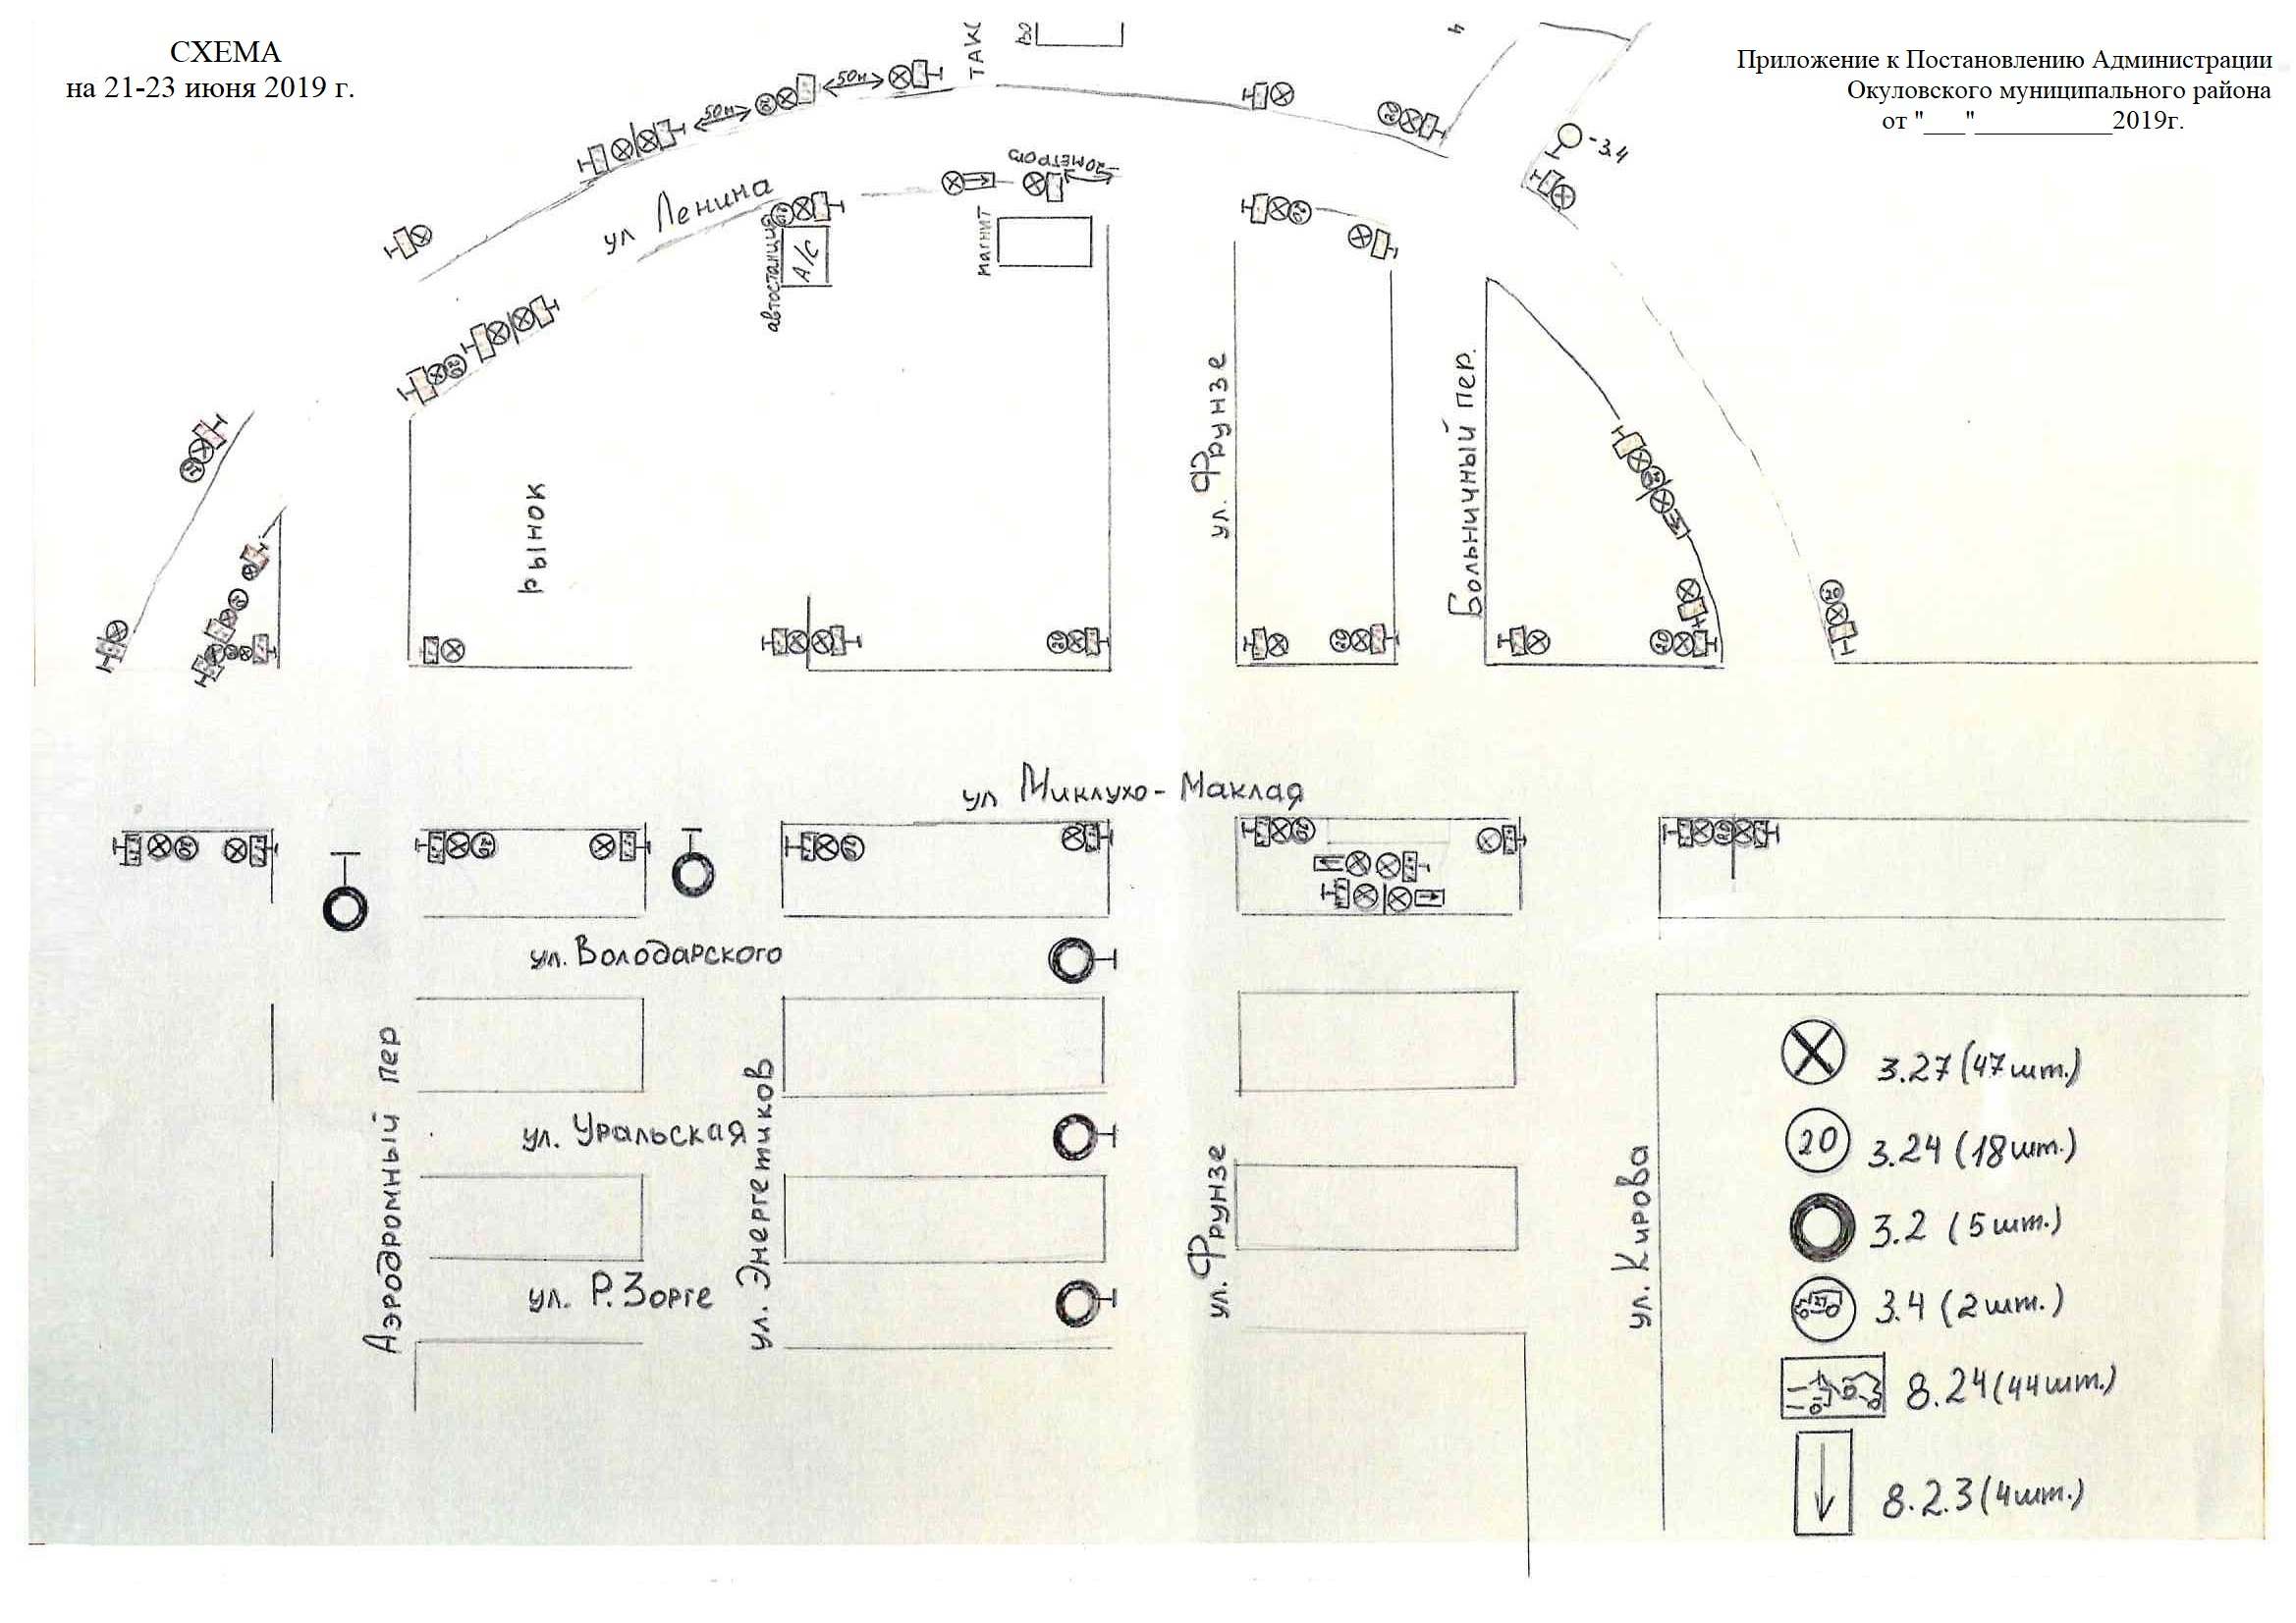 СХЕМА
на 21-23 июня 2019 г.
Приложение к Постановлению Администрации
Окуловского муниципального района
от "___"__________2019г.
ТАКС
50м
50м
-3.4
ул Ленина
автостанция
А/С
магнит
рынок
ул. Фрунзе
Больничный пер.
20
ул Миклухо-Маклая
ул. Володарского
ул. Уральская
ул. Р.Зорге
Аэродромный пер
ул. Энергетиков
ул. Фрунзе
ул. Кирова
3.27 (47шт.)
20 3.24 (18шт.)
3.2 (5шт.)
3.4 (2шт.)
8.24 (44шт.)
8.2.3 (4шт.)